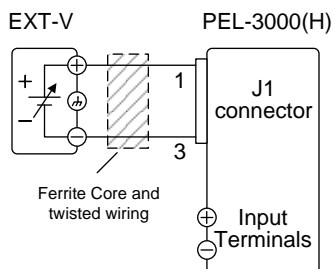 EXT-V
PEL-3000(H)
1
J1
connector
3
Ferrite Core and
twisted wiring
Input
Terminals